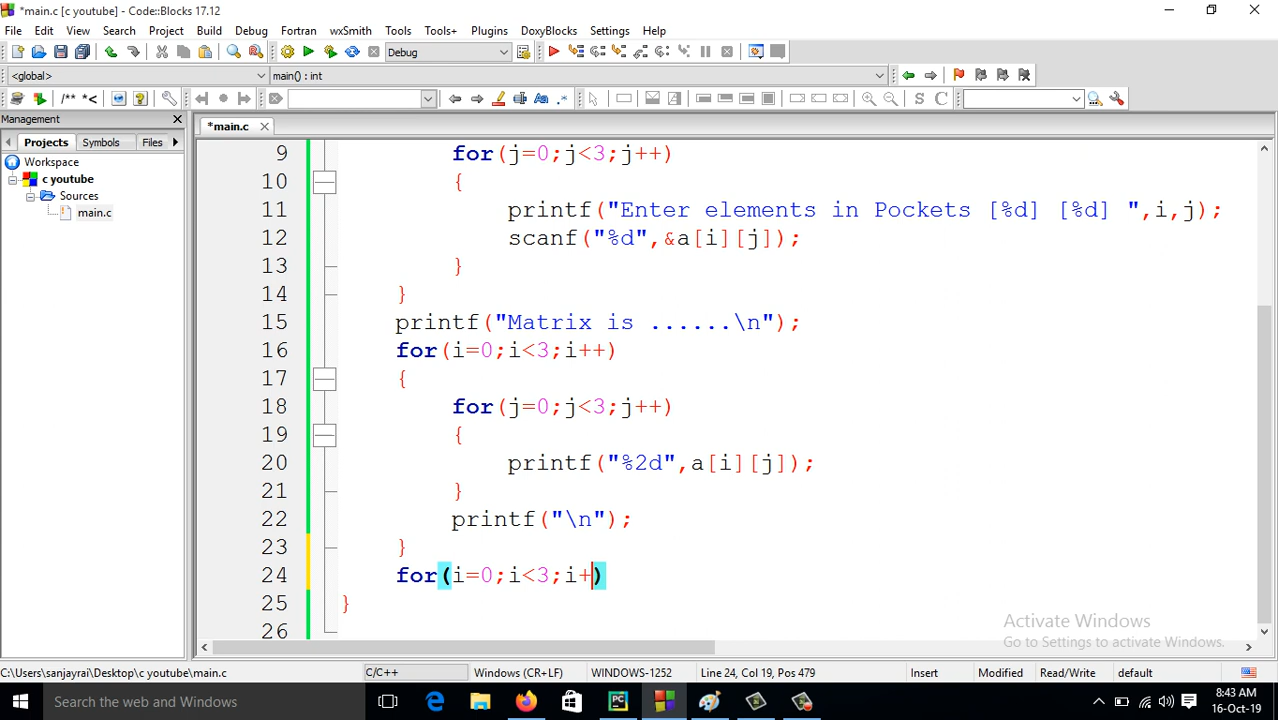 *main.c [c youtube] - Code::Blocks 17.12
File Edit View Search Project Build Debug Fortran wxSmith Tools Tools+ Plugins DoxyBlocks Settings Help
Debug
<global> main() : int
/** *<
Aa .* S C
Management
Projects Symbols Files
*main.c
Workspace
c youtube
Sources
main.c
9 for(j=0;j<3;j++)
10 {
11 printf("Enter elements in Pockets [%d] [%d] ",i,j);
12 scanf("%d",&a[i][j]);
13 }
14 }
15 printf("Matrix is ......\n");
16 for(i=0;i<3;i++)
17 {
18 for(j=0;j<3;j++)
19 {
20 printf("%2d",a[i][j]);
21 }
22 printf("\n");
23 }
24 for(i=0;i<3;i+)
25 }
26
Activate Windows
Go to Settings to activate Windows.
C:\Users\sanjayrai\Desktop\c youtube\main.c C/C++ Windows (CR+LF) WINDOWS-1252 Line 24, Col 19, Pos 479 Insert Modified Read/Write default
Search the web and Windows
PC
8:43 AM
16-Oct-19